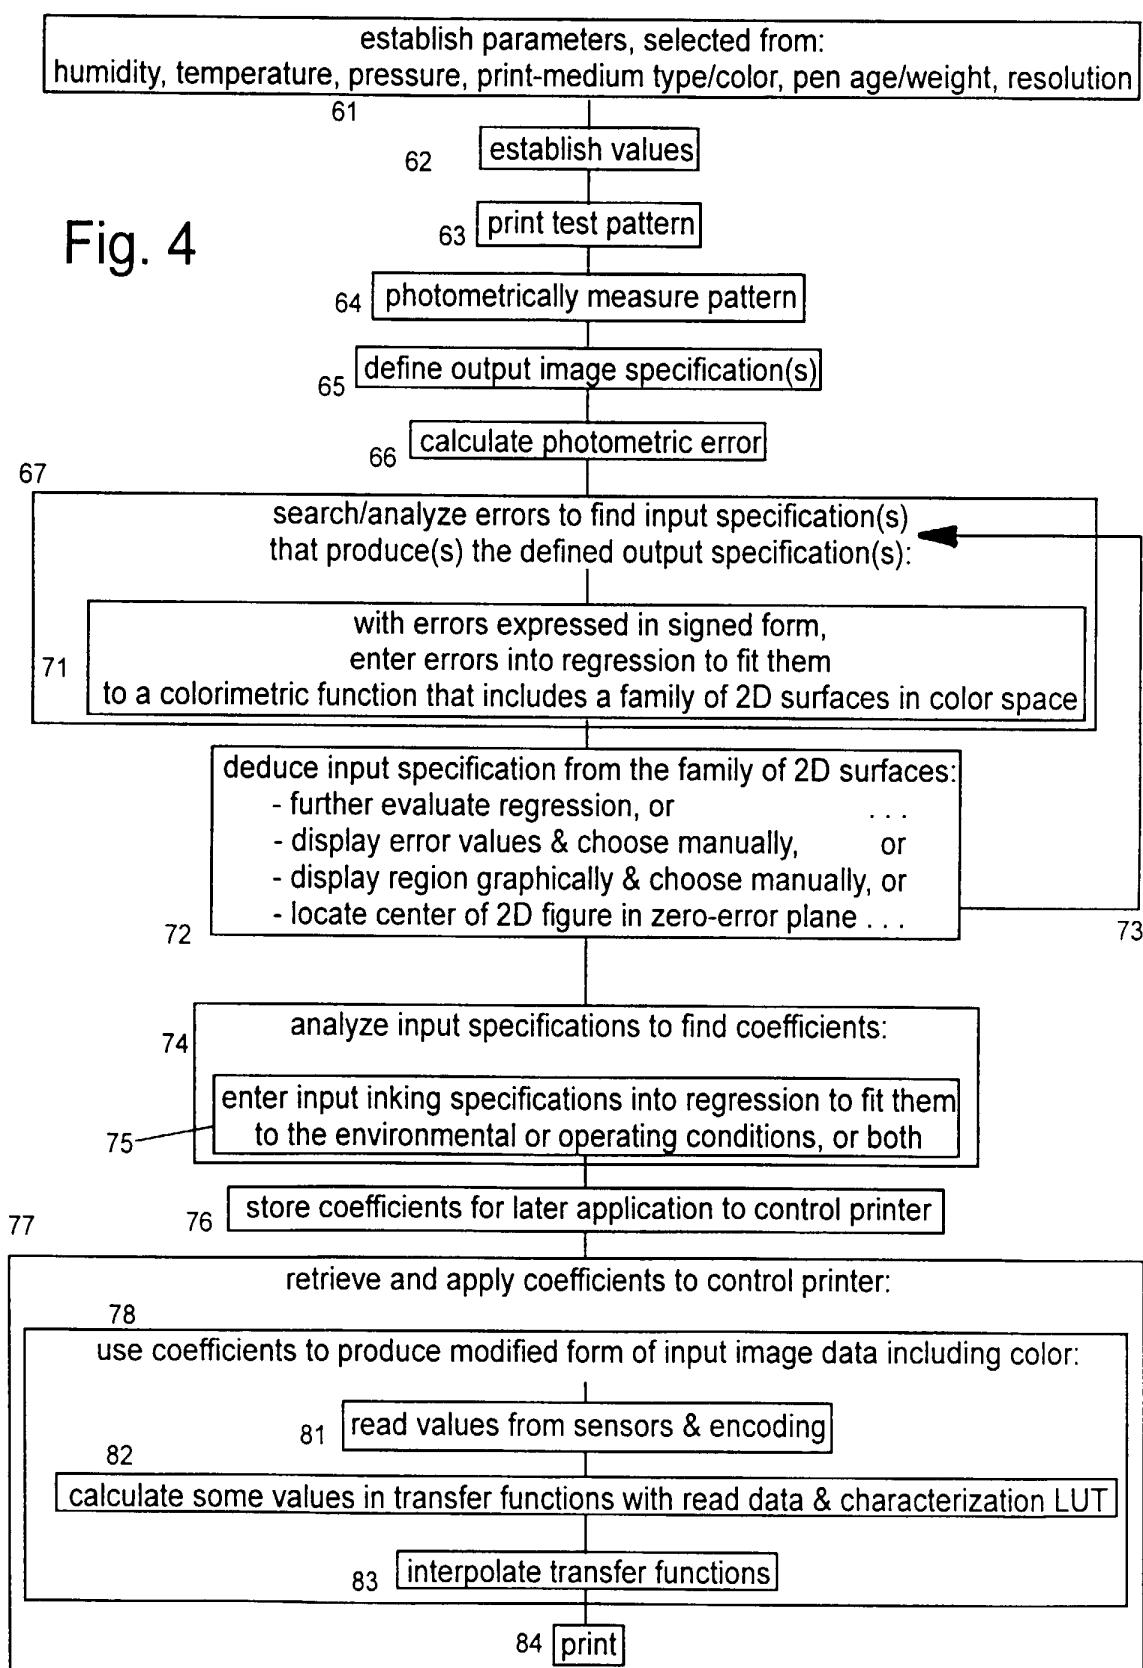 establish parameters, selected from:
humidity, temperature, pressure, print-medium type/color, pen age/weight, resolution
61
62
establish values
Fig. 4
63
print test pattern
64
photometrically measure pattern
65
define output image specification(s)
66
calculate photometric error
67
search/analyze errors to find input specification(s)
that produce(s) the defined output specification(s):
with errors expressed in signed form,
71
enter errors into regression to fit them
to a colorimetric function that includes a family of 2D surfaces in color space
deduce input specification from the family of 2D surfaces:
- further evaluate regression, or . . .
- display error values & choose manually, or
- display region graphically & choose manually, or
- locate center of 2D figure in zero-error plane . . .
72
73
analyze input specifications to find coefficients:
74
enter input inking specifications into regression to fit them
to the environmental or operating conditions, or both
75
76
store coefficients for later application to control printer
77
retrieve and apply coefficients to control printer:
78
use coefficients to produce modified form of input image data including color:
81
read values from sensors & encoding
82
calculate some values in transfer functions with read data & characterization LUT
83
interpolate transfer functions
84
print